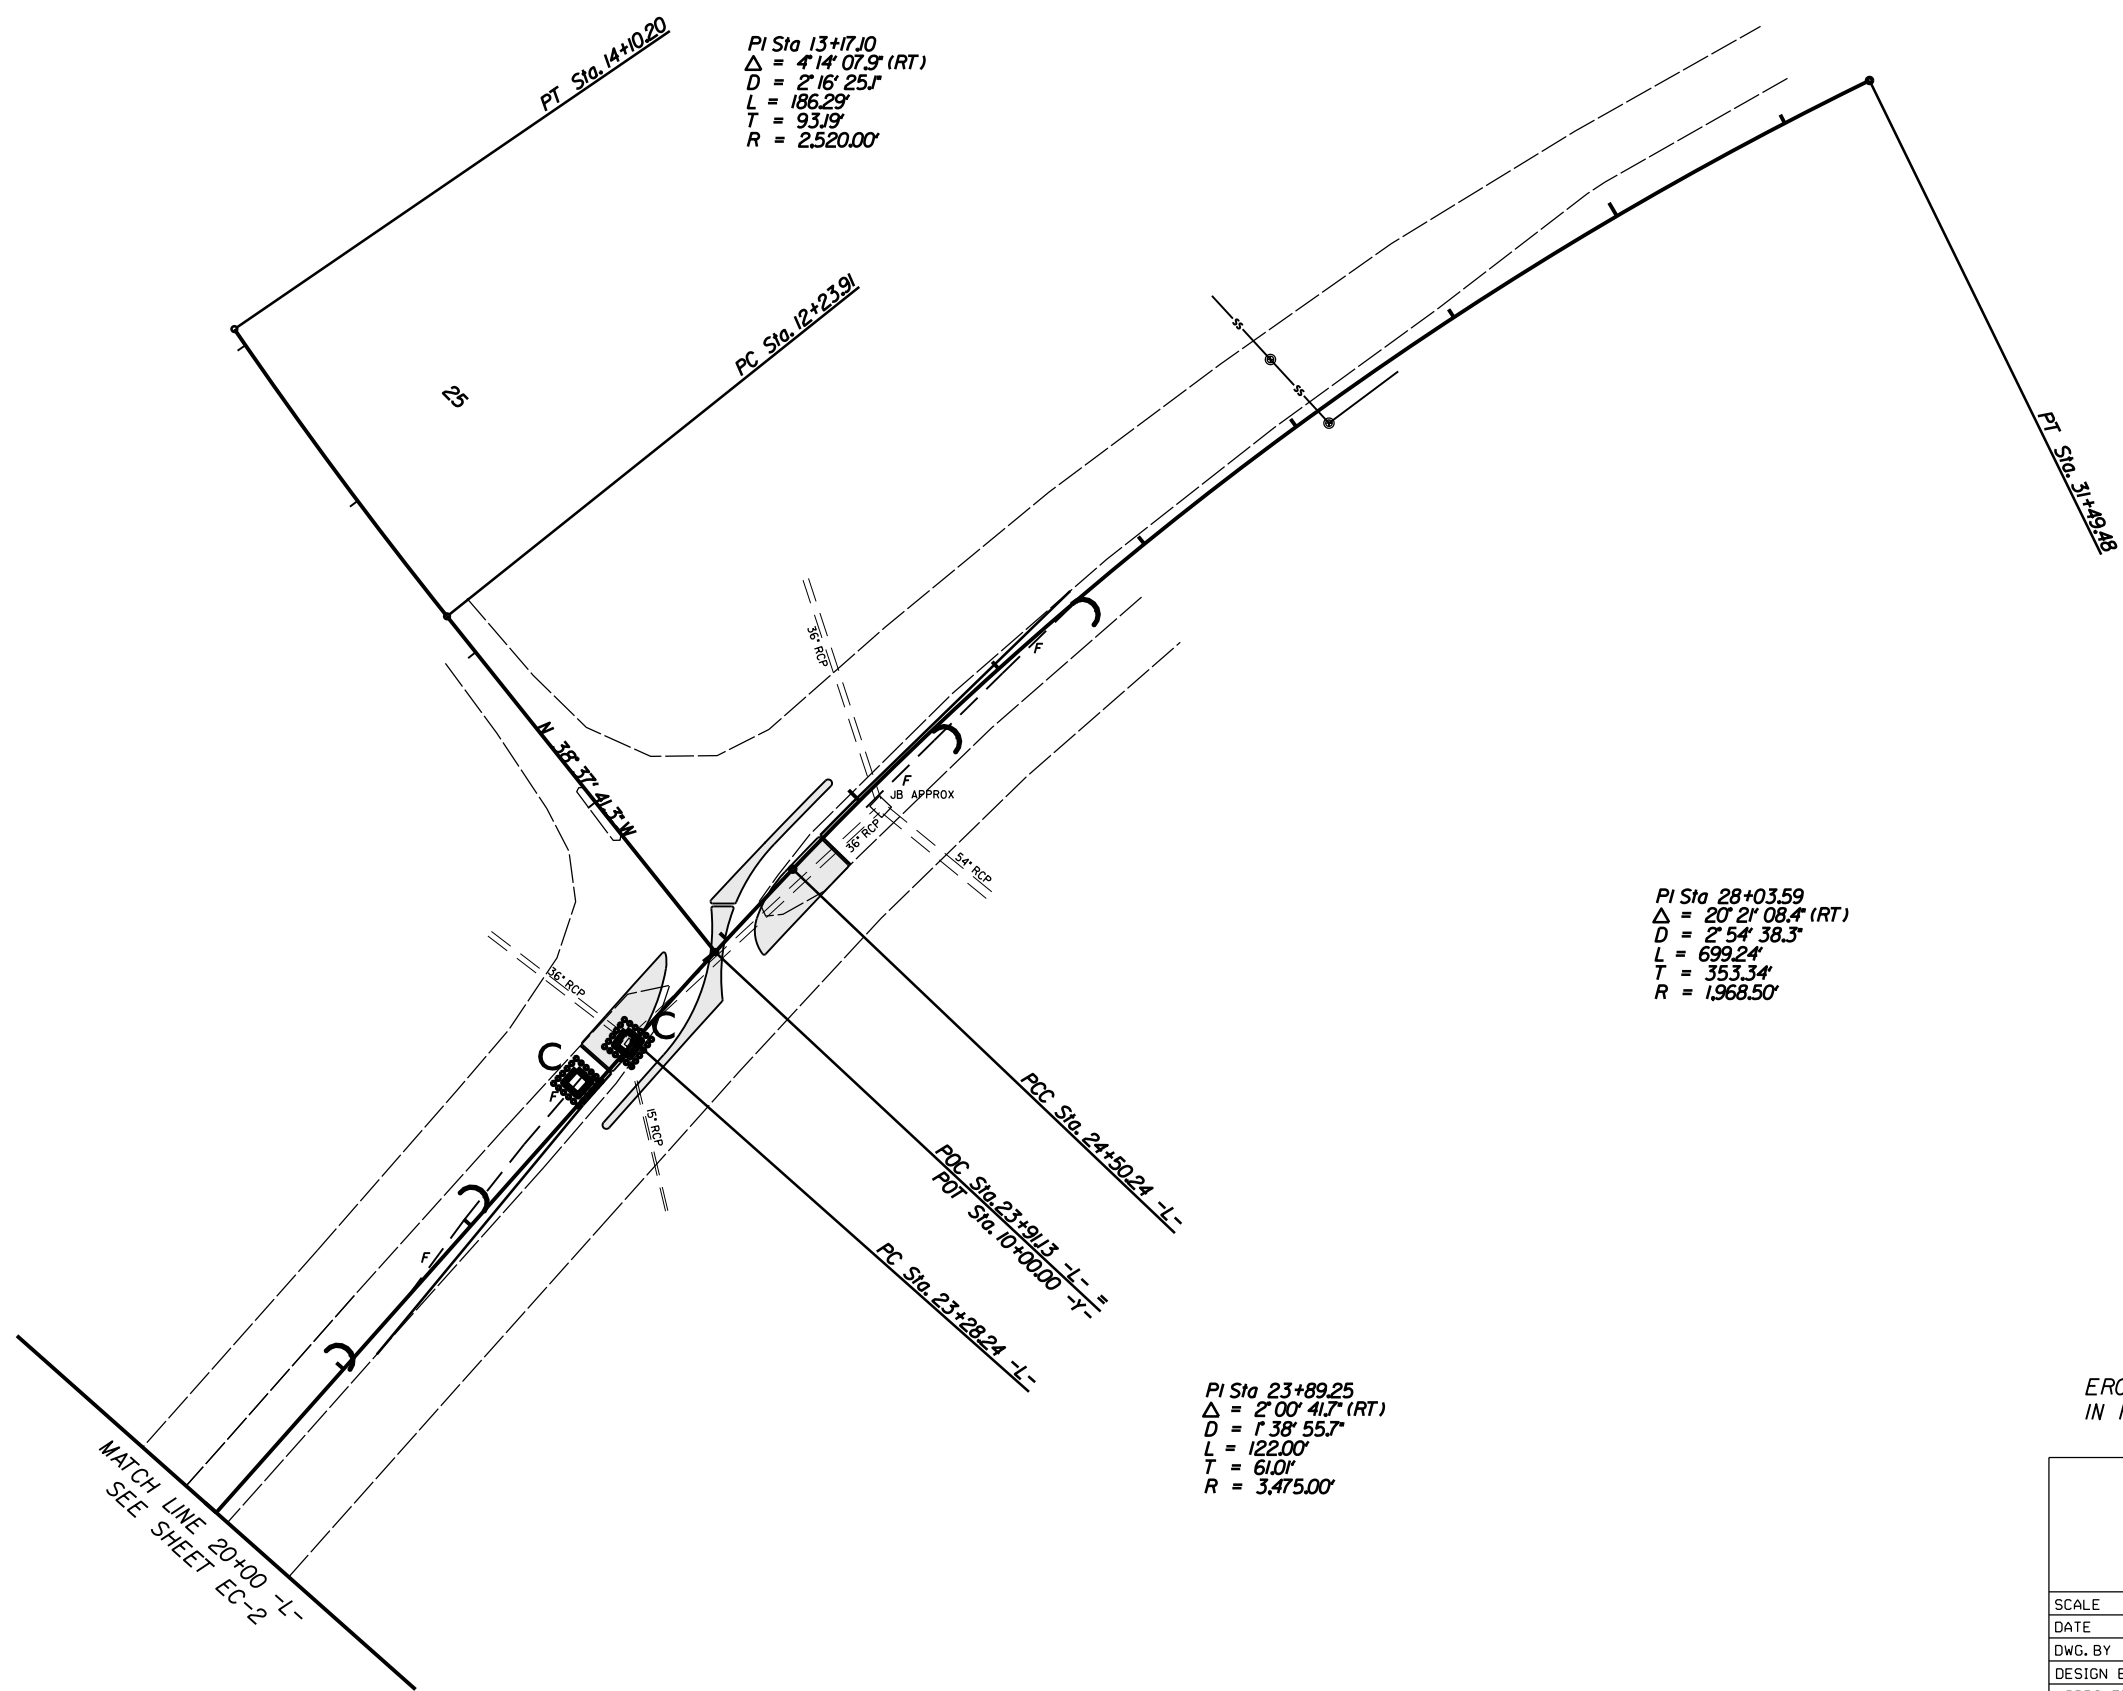 PT Sta. 14+10.20
PI Sta 13+17.10
△ = 4° 14' 07.9" (RT)
D = 2° 16' 25.1"
L = 186.29'
T = 93.19'
R = 2,520.00'
PC Sta. 12+23.91
25
SS
SS
PT Sta. 31+49.48
36" RCP
F
N 38° 37' 41.3" W
F
JB APPROX
36" RCP
54" RCP
36" RCP
PI Sta 28+03.59
△ = 20° 21' 08.4" (RT)
D = 2° 54' 38.3"
L = 699.24'
T = 353.34'
R = 1,968.50'
C
C
F
15" RCP
PCC Sta. 24+50.24 -L-
POC Sta. 23+91.13 -L- =
POT Sta. 10+00.00 -Y-
PC Sta. 23+28.24 -L-
F
PI Sta 23+89.25
△ = 2° 00' 41.7" (RT)
D = 1° 38' 55.7"
L = 122.00'
T = 61.01'
R = 3,475.00'
MATCH LINE 20+00 -L-
SEE SHEET EC-2
IN
SCALE
DATE
DWG. BY
DESIGN